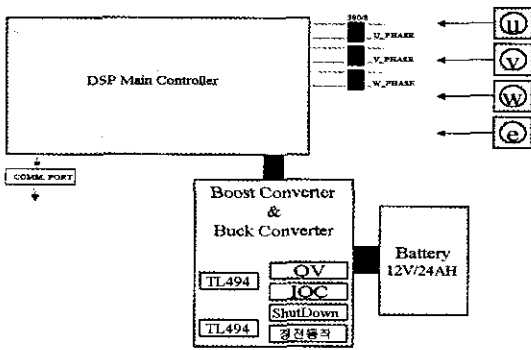 DSP Main Controller
380/8
U_PHASE
V_PHASE
W_PHASE
u
v
w
e
COMM. PORT
Boost Converter
&
Buck Converter
TL494
OV
IOC
ShutDown
TL494
정전동작
Battery
12V/24AH